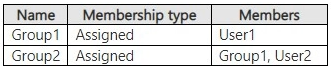 Name Membership type Members
Group1 Assigned User1
Group2 Assigned Group1, User2